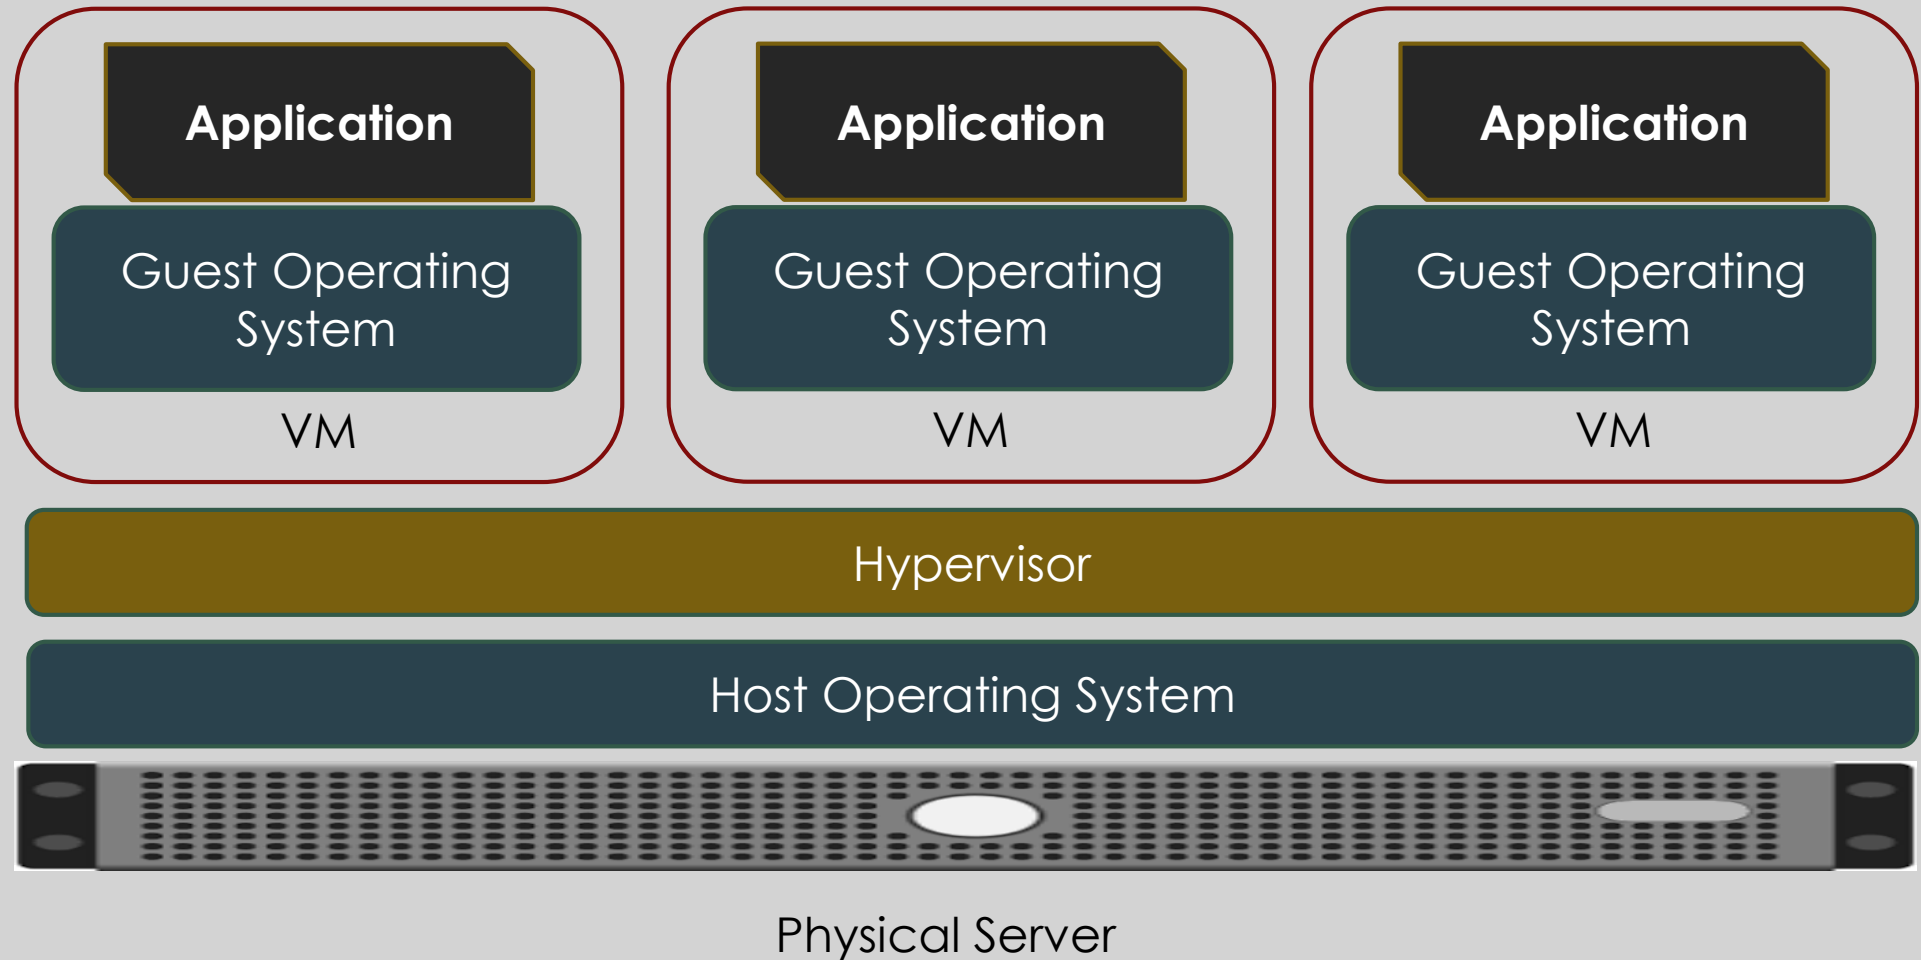 Application
Application
Application
Guest Operating
System
Guest Operating
System
Guest Operating
System
VM
VM
VM
Hypervisor
Host Operating System
Physical Server